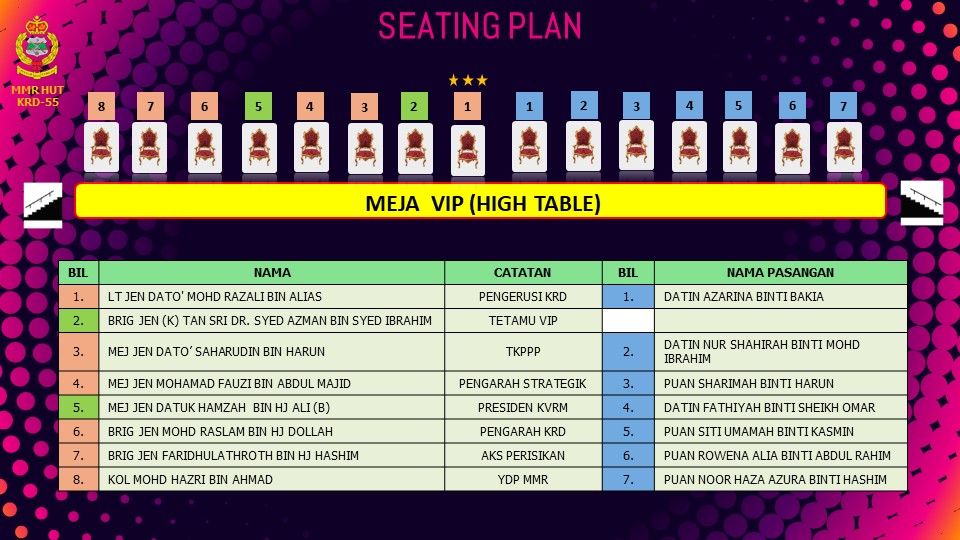 SEATING PLAN
MMR HUT
KRD-55
8 7 6 5 4 3 2 1 1 2 3 4 5 6 7
MEJA VIP (HIGH TABLE)
BIL NAMA CATATAN BIL NAMA PASANGAN
1. LT JEN DATO' MOHD RAZALI BIN ALIAS PENGERUSI KRD 1. DATIN AZARINA BINTI BAKIA
2. BRIG JEN (K) TAN SRI DR. SYED AZMAN BIN SYED IBRAHIM TETAMU VIP
3. MEJ JEN DATO’ SAHARUDIN BIN HARUN TKPPP 2. DATIN NUR SHAHIRAH BINTI MOHD
IBRAHIM
4. MEJ JEN MOHAMAD FAUZI BIN ABDUL MAJID PENGARAH STRATEGIK 3. PUAN SHARIMAH BINTI HARUN
5. MEJ JEN DATUK HAMZAH BIN HJ ALI (B) PRESIDEN KVRM 4. DATIN FATHIYAH BINTI SHEIKH OMAR
6. BRIG JEN MOHD RASLAM BIN HJ DOLLAH PENGARAH KRD 5. PUAN SITI UMAMAH BINTI KASMIN
7. BRIG JEN FARIDHULATHROTH BIN HJ HASHIM AKS PERISIKAN 6. PUAN ROWENA ALIA BINTI ABDUL RAHIM
8. KOL MOHD HAZRI BIN AHMAD YDP MMR 7. PUAN NOOR HAZA AZURA BINTI HASHIM